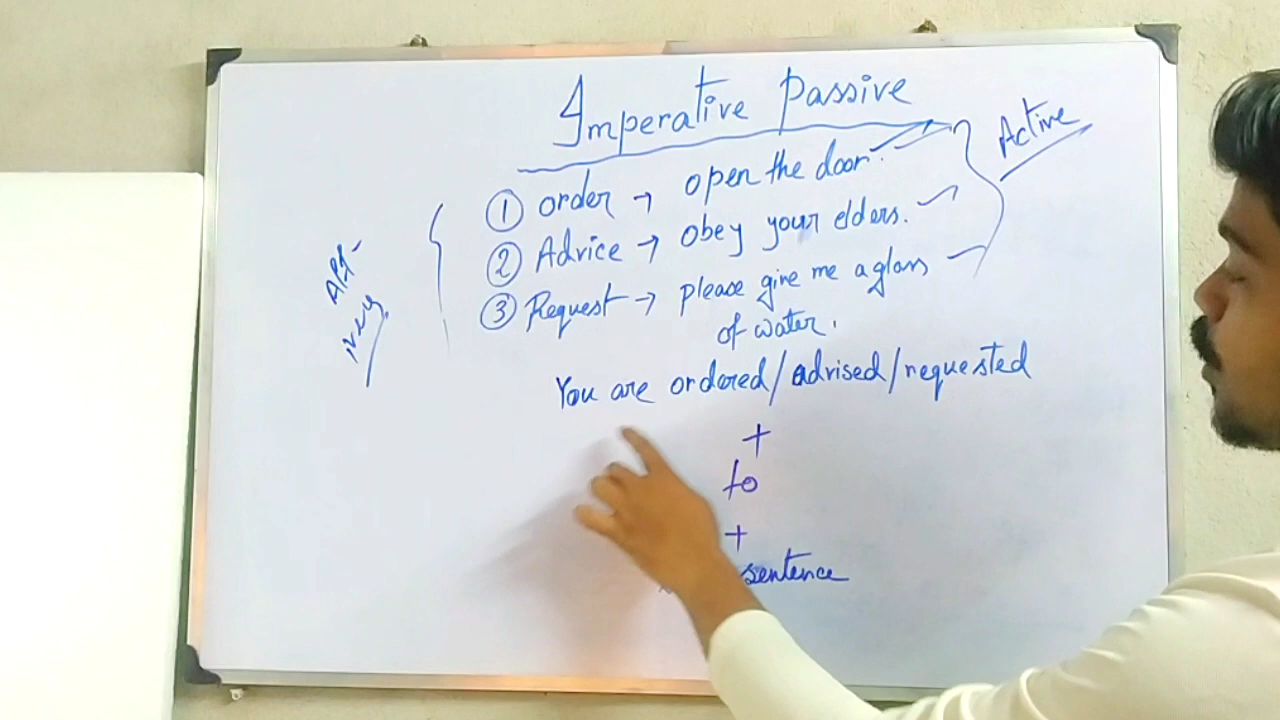 Imperative Passive
Active
① order → open the door.
② Advice → obey your elders.
③ Request → please give me a glass
of water.
You are ordered/advised/requested
+
to
+
sentence